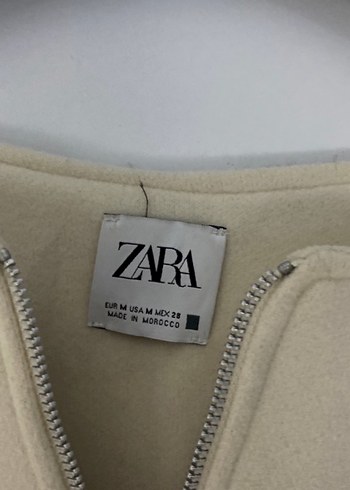 ZARA
EUR M USA M MEX 28
MADE IN MOROCCO